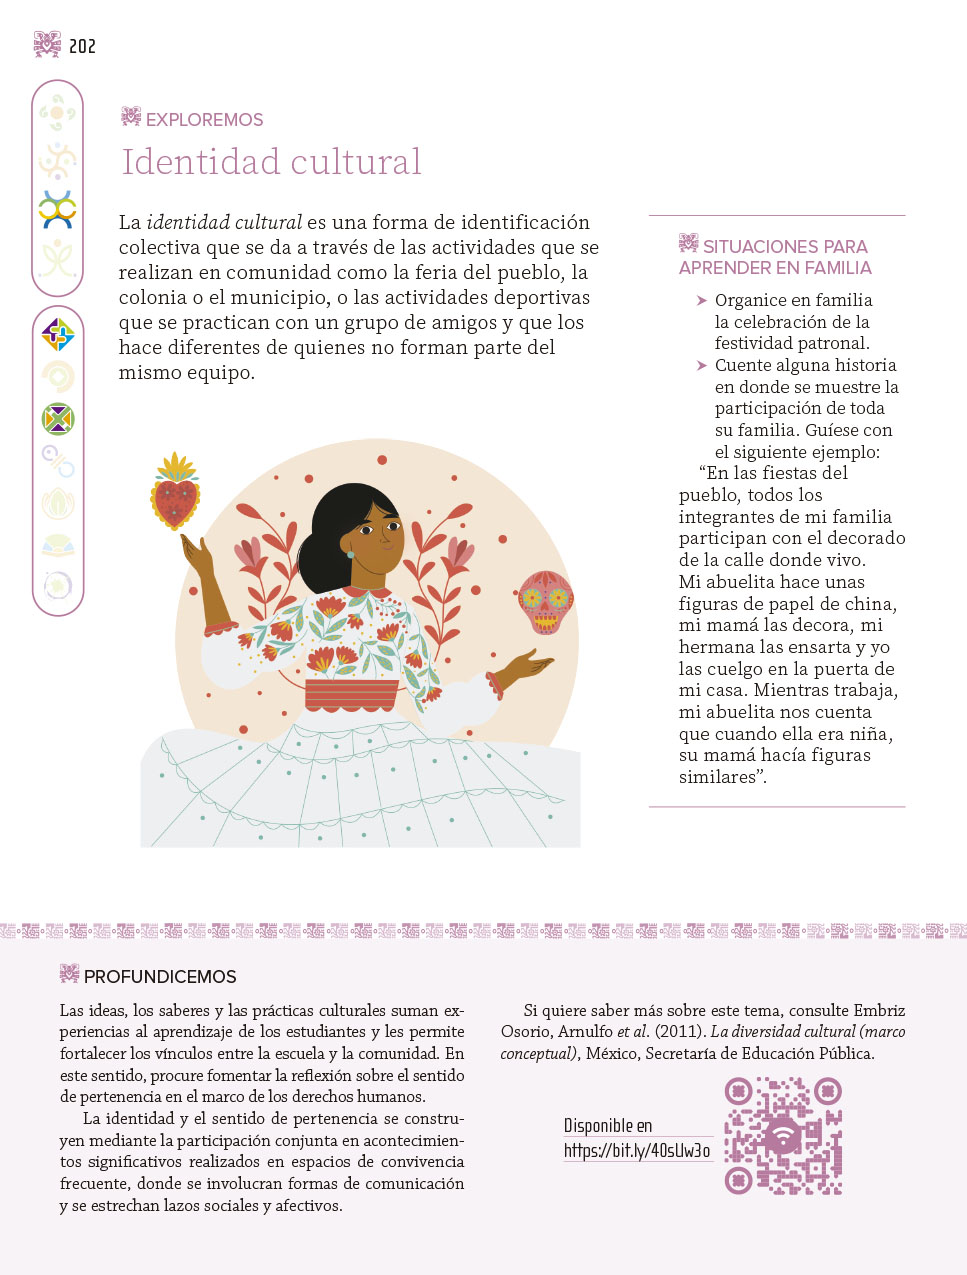 202
EXPLOREMOS
Identidad cultural
La identidad cultural es una forma de identificación
colectiva que se da a través de las actividades que se
realizan en comunidad como la feria del pueblo, la
colonia o el municipio, o las actividades deportivas
que se practican con un grupo de amigos y que los
hace diferentes de quienes no forman parte del
mismo equipo.
SITUACIONES PARA
APRENDER EN FAMILIA
➤ Organice en familia
la celebración de la
festividad patronal.
➤ Cuente alguna historia
en donde se muestre la
participación de toda
su familia. Guíese con
el siguiente ejemplo:
“En las fiestas del
pueblo, todos los
integrantes de mi familia
participan con el decorado
de la calle donde vivo.
Mi abuelita hace unas
figuras de papel de china,
mi mamá las decora, mi
hermana las ensarta y yo
las cuelgo en la puerta de
mi casa. Mientras trabaja,
mi abuelita nos cuenta
que cuando ella era niña,
su mamá hacía figuras
similares”.
PROFUNDICEMOS
Las ideas, los saberes y las prácticas culturales suman ex-
periencias al aprendizaje de los estudiantes y les permite
fortalecer los vínculos entre la escuela y la comunidad. En
este sentido, procure fomentar la reflexión sobre el sentido
de pertenencia en el marco de los derechos humanos.
La identidad y el sentido de pertenencia se constru-
yen mediante la participación conjunta en acontecimien-
tos significativos realizados en espacios de convivencia
frecuente, donde se involucran formas de comunicación
y se estrechan lazos sociales y afectivos.
Si quiere saber más sobre este tema, consulte Embriz
Osorio, Arnulfo et al. (2011). La diversidad cultural (marco
conceptual), México, Secretaría de Educación Pública.
Disponible en
https://bit.ly/40sUw3o